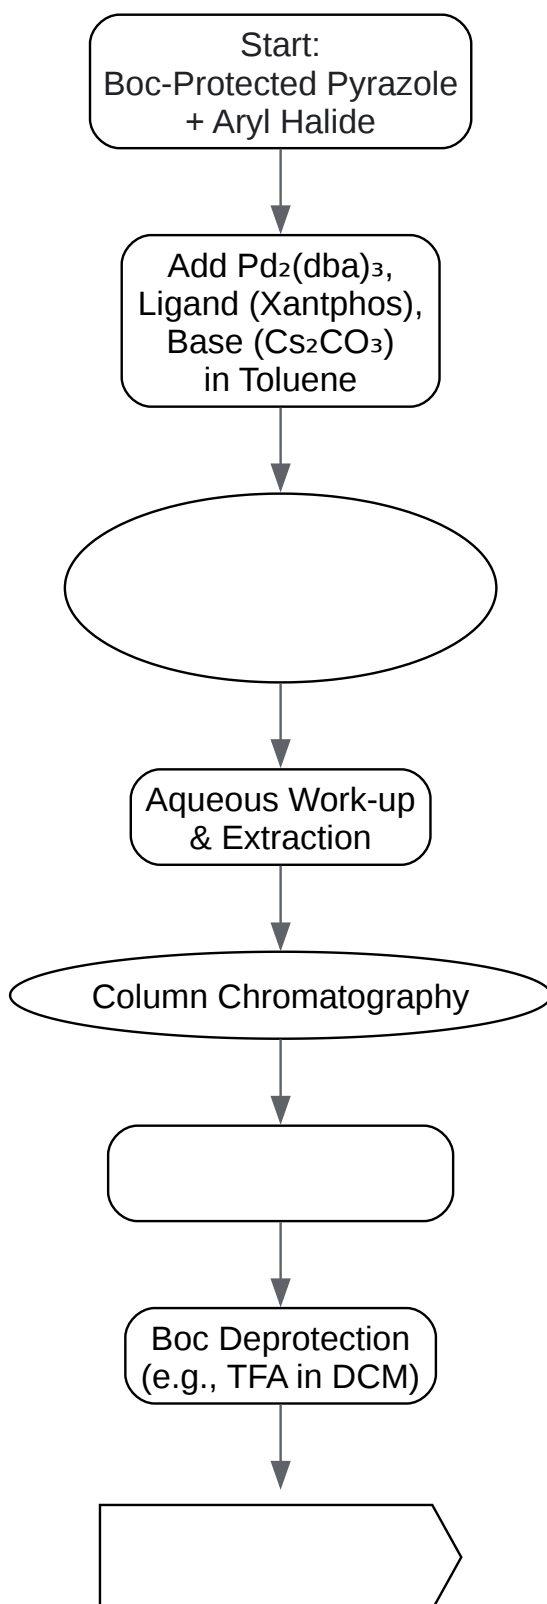 Start:
Boc-Protected Pyrazole
+ Aryl Halide
Add Pd₂(dba)₃,
Ligand (Xantphos),
Base (Cs₂CO₃)
in Toluene
Aqueous Work-up
& Extraction
Column Chromatography
Boc Deprotection
(e.g., TFA in DCM)